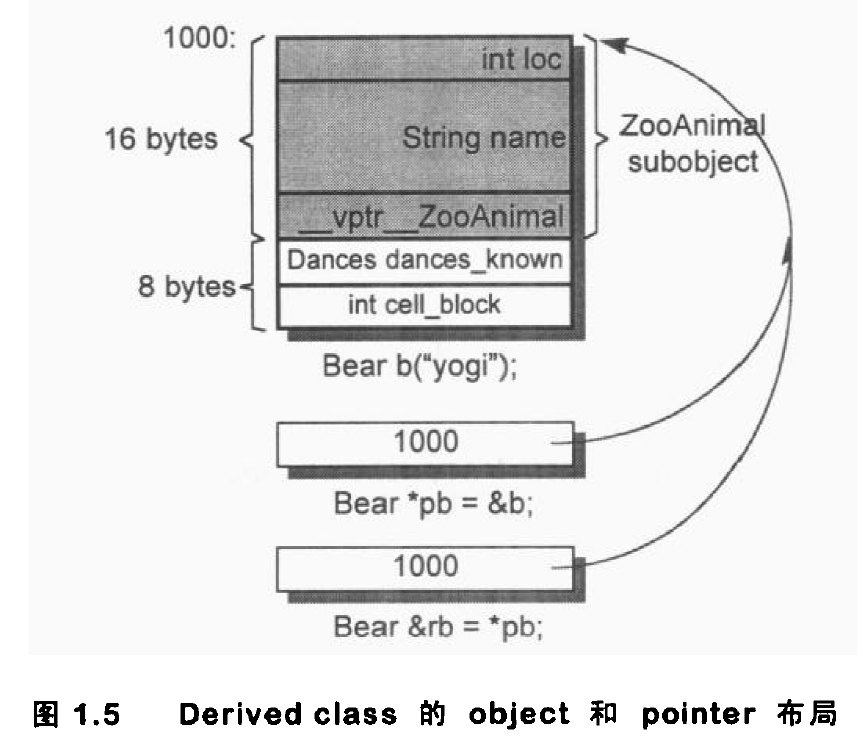 1000:
int loc
16 bytes
String name
ZooAnimal
subobject
__vptr__ZooAnimal
Dances dances_known
8 bytes
int cell_block
Bear b(“yogi”);
1000
Bear *pb = &b;
1000
Bear &rb = *pb;
图 1.5 Derived class 的 object 和 pointer 布局